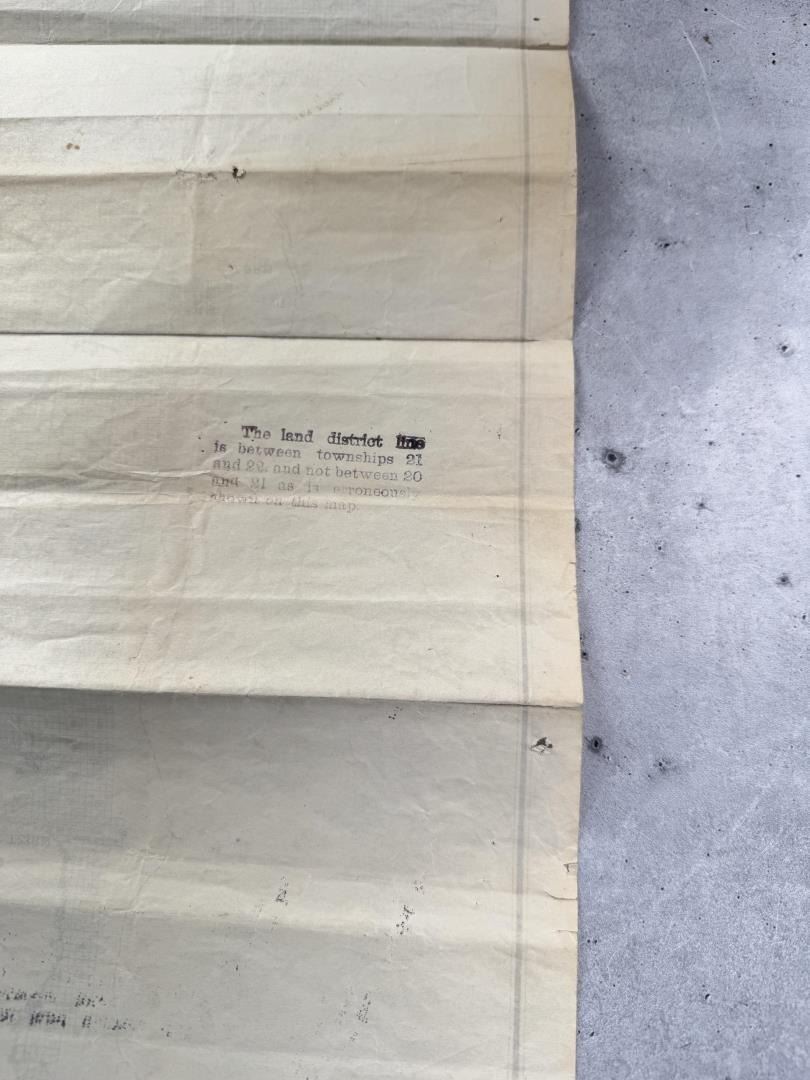 The land district line
is between townships 21
and 22, and not between 20
and 21 as is erroneously
shown on this map.